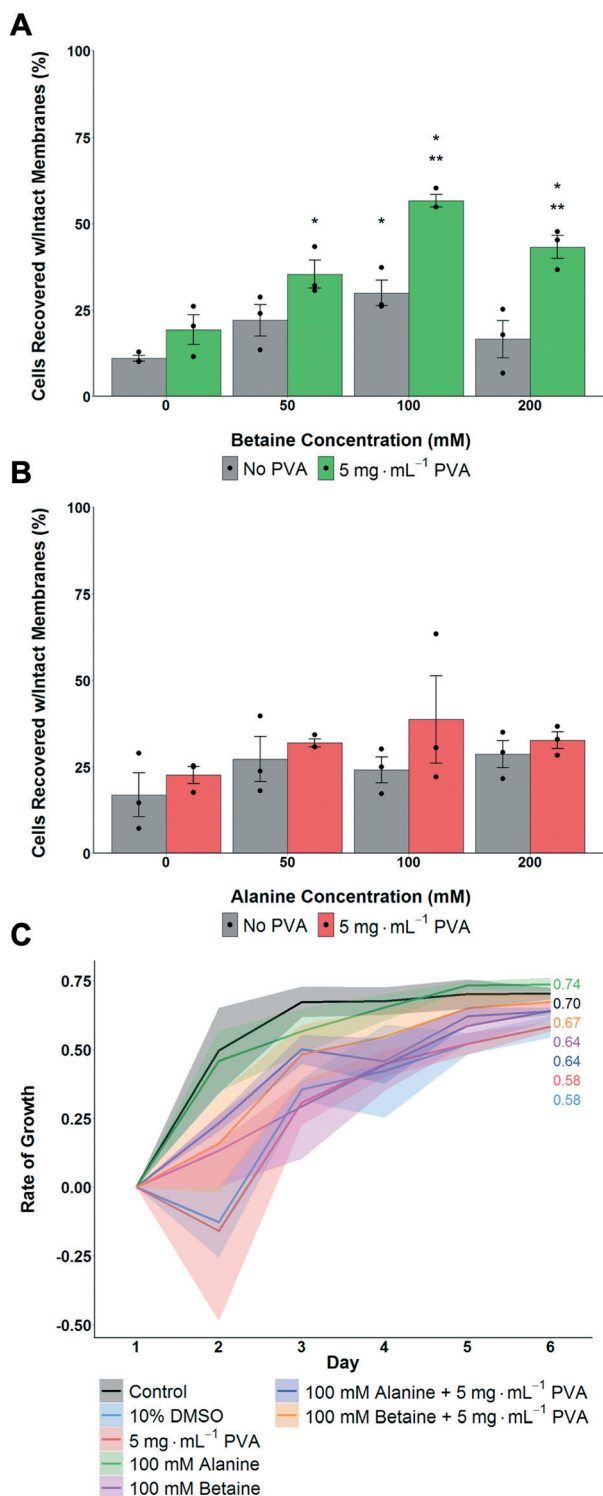 A
100
75
50
25
0
Cells Recovered w/Intact Membranes (%)
*
*
*
**
*
**
0 50 100 200
Betaine Concentration (mM)
No PVA 5 mg · mL⁻¹ PVA
B
100
75
50
25
0
Cells Recovered w/Intact Membranes (%)
0 50 100 200
Alanine Concentration (mM)
No PVA 5 mg · mL⁻¹ PVA
C
0.75
0.50
0.25
0.00
-0.25
-0.50
Rate of Growth
0.74
0.70
0.67
0.64
0.64
0.58
0.58
1 2 3 4 5 6
Day
Control
10% DMSO
5 mg · mL⁻¹ PVA
100 mM Alanine
100 mM Betaine
100 mM Alanine + 5 mg · mL⁻¹ PVA
100 mM Betaine + 5 mg · mL⁻¹ PVA